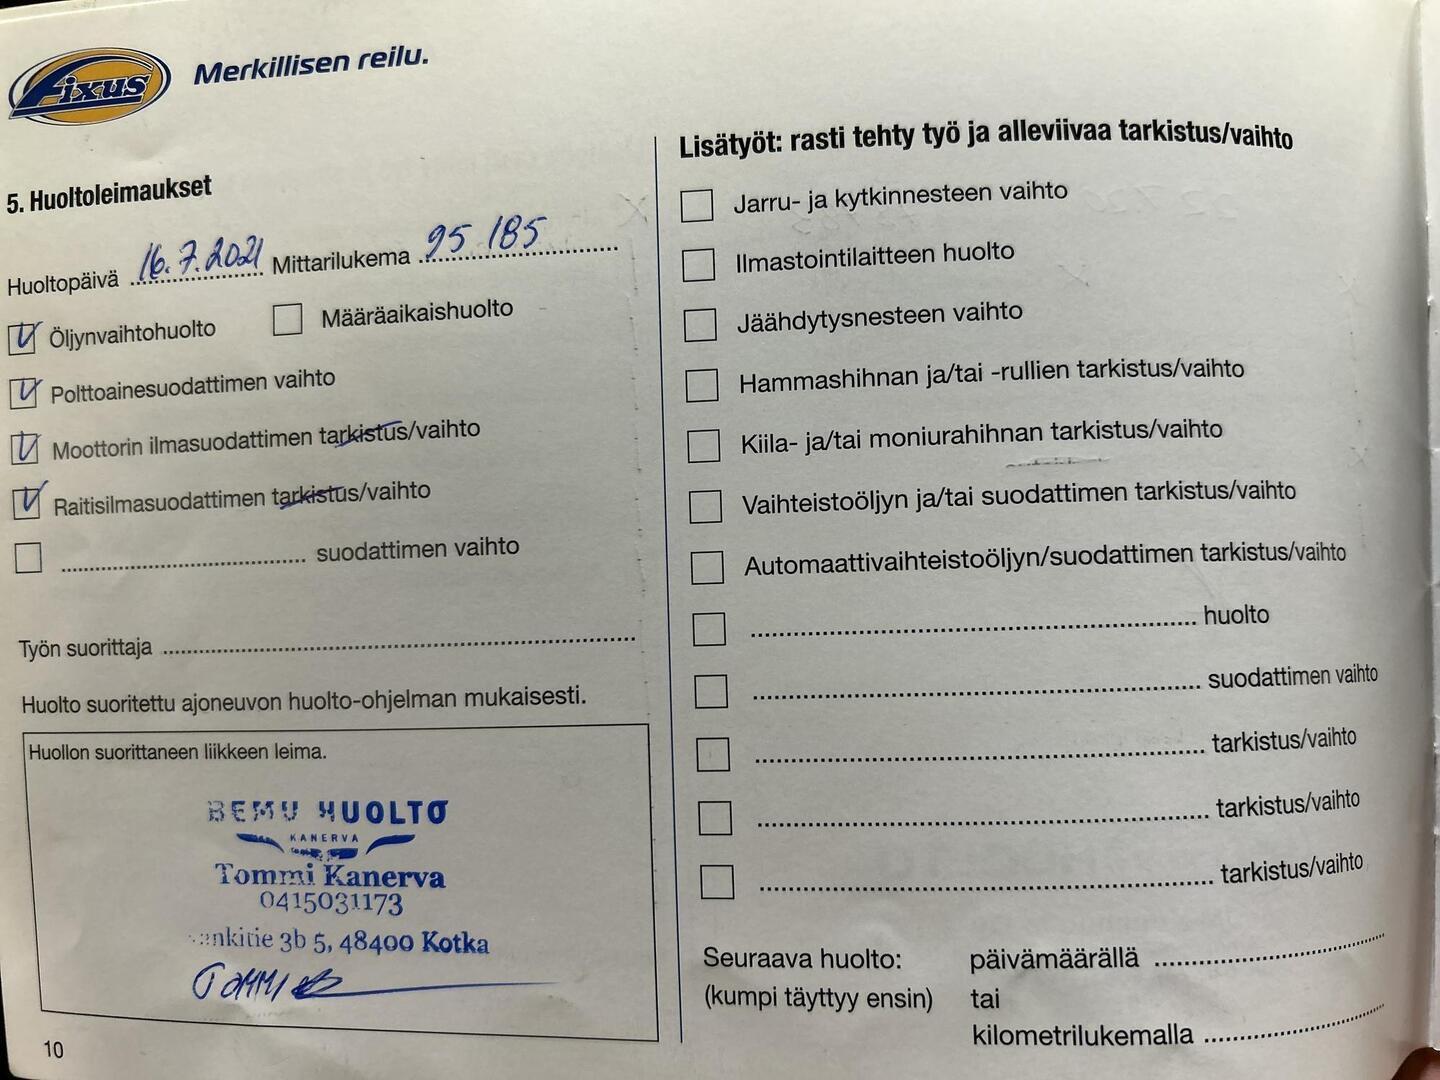 Fixus
Merkillisen reilu.
5. Huoltoleimaukset
Huoltopäivä 16.7.2021 Mittarilukema 95 185
Öljynvaihtohuolto Määräaikaishuolto
Polttoainesuodattimen vaihto
Moottorin ilmasuodattimen tarkistus/vaihto
Raitisilmasuodattimen tarkistus/vaihto
suodattimen vaihto
Työn suorittaja
Huolto suoritettu ajoneuvon huolto-ohjelman mukaisesti.
Huollon suorittaneen liikkeen leima.
BEMU HUOLTO
KANERVA
Tommi Kanerva
0415031173
3b 5, 48400 Kotka
Tommi
10
Lisätyöt: rasti tehty työ ja alleviivaa tarkistus/vaihto
Jarru- ja kytkinnesteen vaihto
Ilmastointilaitteen huolto
Jäähdytysnesteen vaihto
Hammashihnan ja/tai -rullien tarkistus/vaihto
Kiila- ja/tai moniurahihnan tarkistus/vaihto
Vaihteistoöljyn ja/tai suodattimen tarkistus/vaihto
Automaattivaihteistoöljyn/suodattimen tarkistus/vaihto
huolto
suodattimen vaihto
tarkistus/vaihto
tarkistus/vaihto
tarkistus/vaihto
Seuraava huolto: päivämäärällä
(kumpi täyttyy ensin) tai
kilometrilukemalla